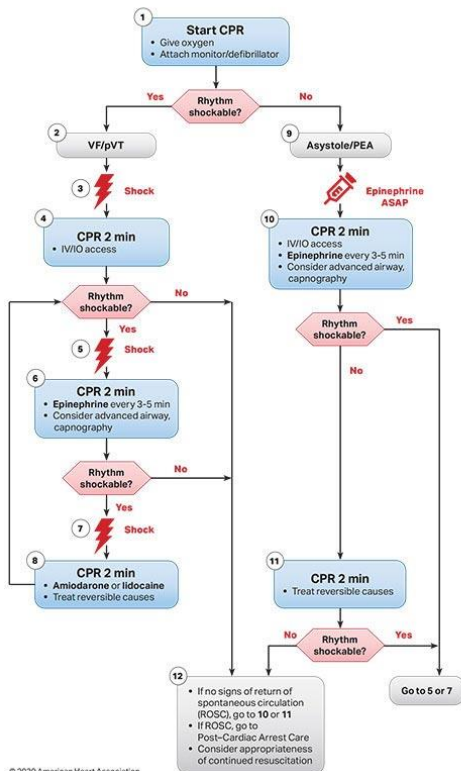 1
Start CPR
• Give oxygen
• Attach monitor/defibrillator
Yes
Rhythm
shockable?
No
2
VF/pVT
9
Asystole/PEA
3
Shock
Epinephrine
ASAP
4
CPR 2 min
• IV/IO access
10
CPR 2 min
• IV/IO access
• Epinephrine every 3-5 min
• Consider advanced airway,
capnography
Rhythm
shockable?
No
Yes
5
Shock
Rhythm
shockable?
Yes
No
6
CPR 2 min
• Epinephrine every 3-5 min
• Consider advanced airway,
capnography
Rhythm
shockable?
No
Yes
7
Shock
8
CPR 2 min
• Amiodarone or lidocaine
• Treat reversible causes
11
CPR 2 min
• Treat reversible causes
No
Rhythm
shockable?
Yes
12
• If no signs of return of
spontaneous circulation
(ROSC), go to 10 or 11
• If ROSC, go to
Post–Cardiac Arrest Care
• Consider appropriateness
of continued resuscitation
Go to 5 or 7
© 2020 American Heart Association